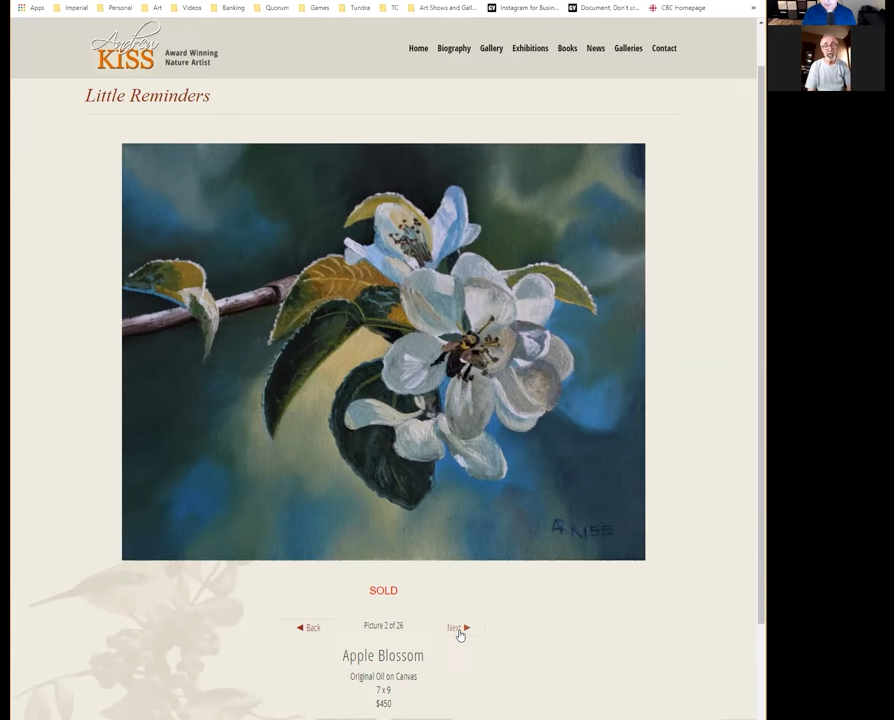 Apps Imperial Personal Art Videos Banking Quorum Games Tundra TC Art Shows and Gall... Instagram for Busin... Document, Don't cr... CBC Homepage »
Andrew
KISS
Award Winning
Nature Artist
Home Biography Gallery Exhibitions Books News Galleries Contact
Little Reminders
A KISS
SOLD
Back Picture 2 of 26 Next
Apple Blossom
Original Oil on Canvas
7 x 9
$450